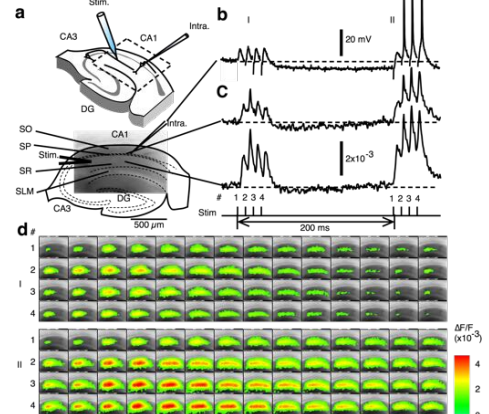 a
Stim.
Intra.
CA3
CA1
DG
b
I
II
20 mV
C
SO
SP
Stim.
SR
SLM
CA1
Intra.
DG
CA3
500 µm
2x10⁻³
# 1 2 3 4 1 2 3 4
Stim
200 ms
d
#
I
1
2
3
4
II
1
2
3
4
ΔF/F
(x10⁻³)
4
2